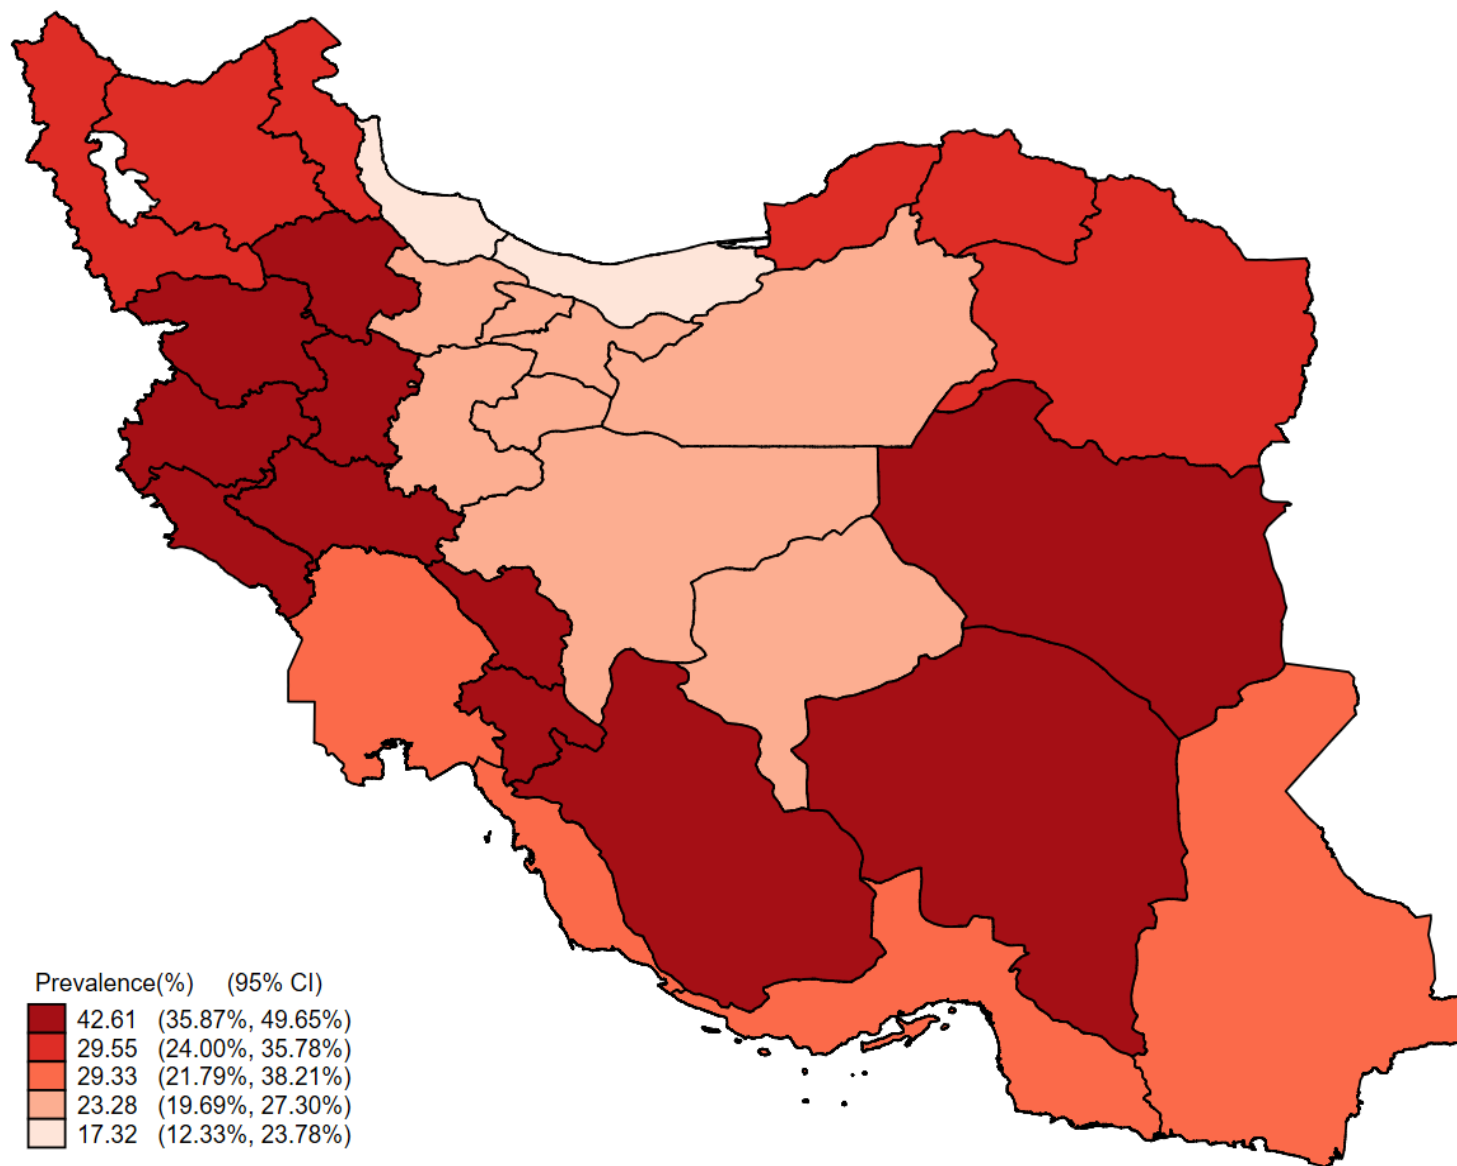 Prevalence(%) (95% CI)
42.61 (35.87%, 49.65%)
29.55 (24.00%, 35.78%)
29.33 (21.79%, 38.21%)
23.28 (19.69%, 27.30%)
17.32 (12.33%, 23.78%)